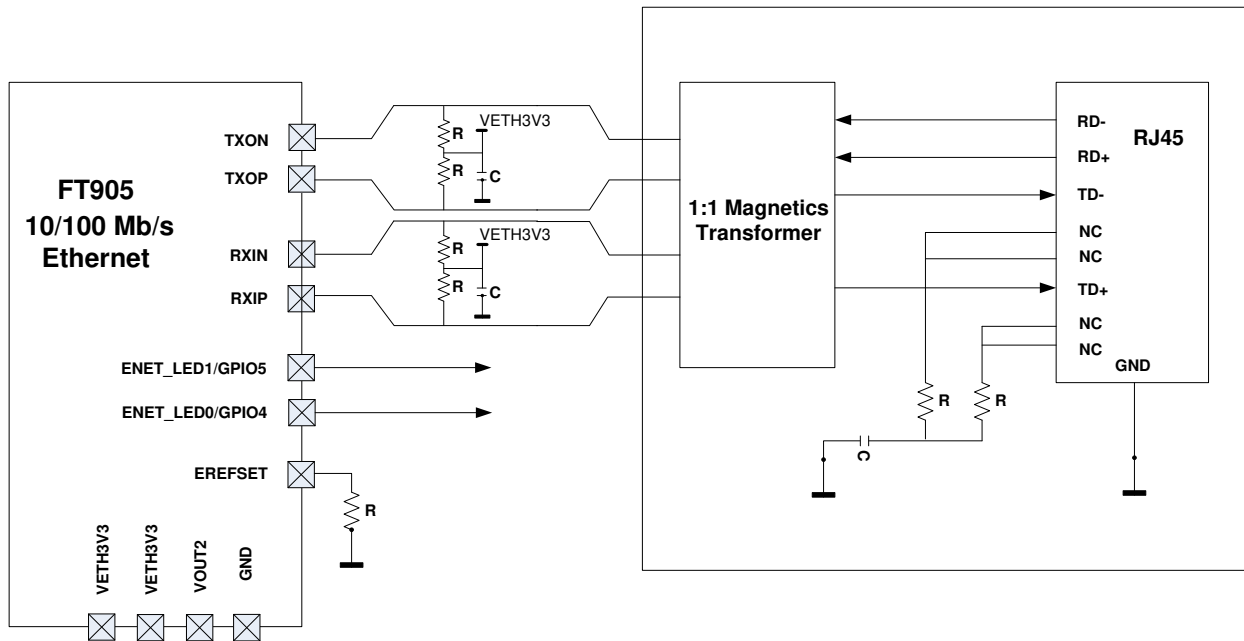 FT905
10/100 Mb/s
Ethernet
TXON
TXOP
RXIN
RXIP
ENET_LED1/GPIO5
ENET_LED0/GPIO4
EREFSET
VETH3V3
VETH3V3
VOUT2
GND
VETH3V3
R
R
C
VETH3V3
R
R
C
R
1:1 Magnetics
Transformer
RJ45
RD-
RD+
TD-
NC
NC
TD+
NC
NC
GND
R
R
C